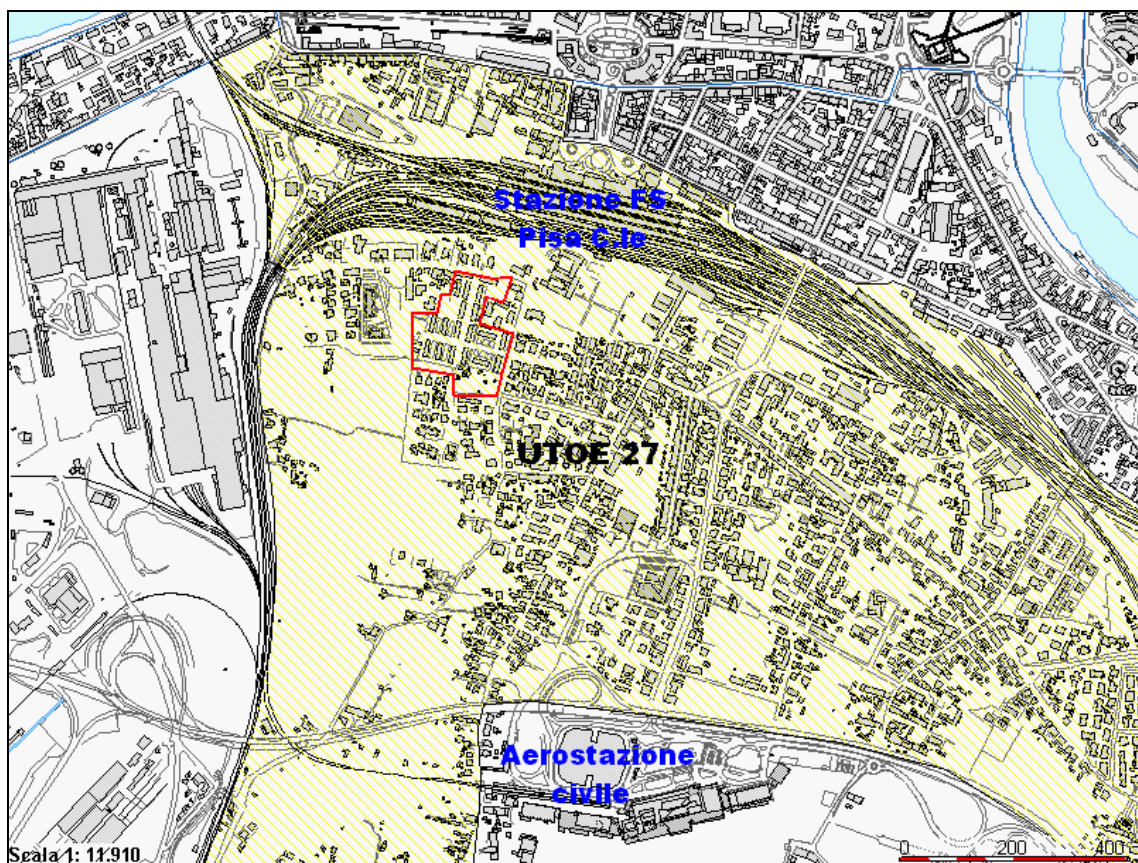 Stazione FS
Pisa C.le
UTOE 27
Aerostazione
civile
Scala 1: 11.910
0 200 400